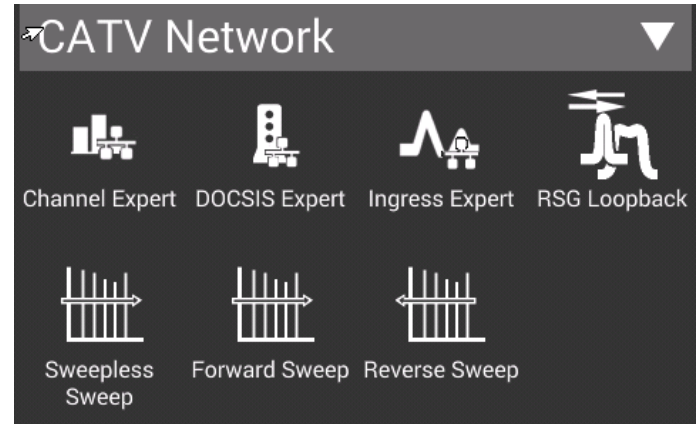 CATV Network
Channel Expert
DOCSIS Expert
Ingress Expert
RSG Loopback
Sweepless
Sweep
Forward Sweep
Reverse Sweep